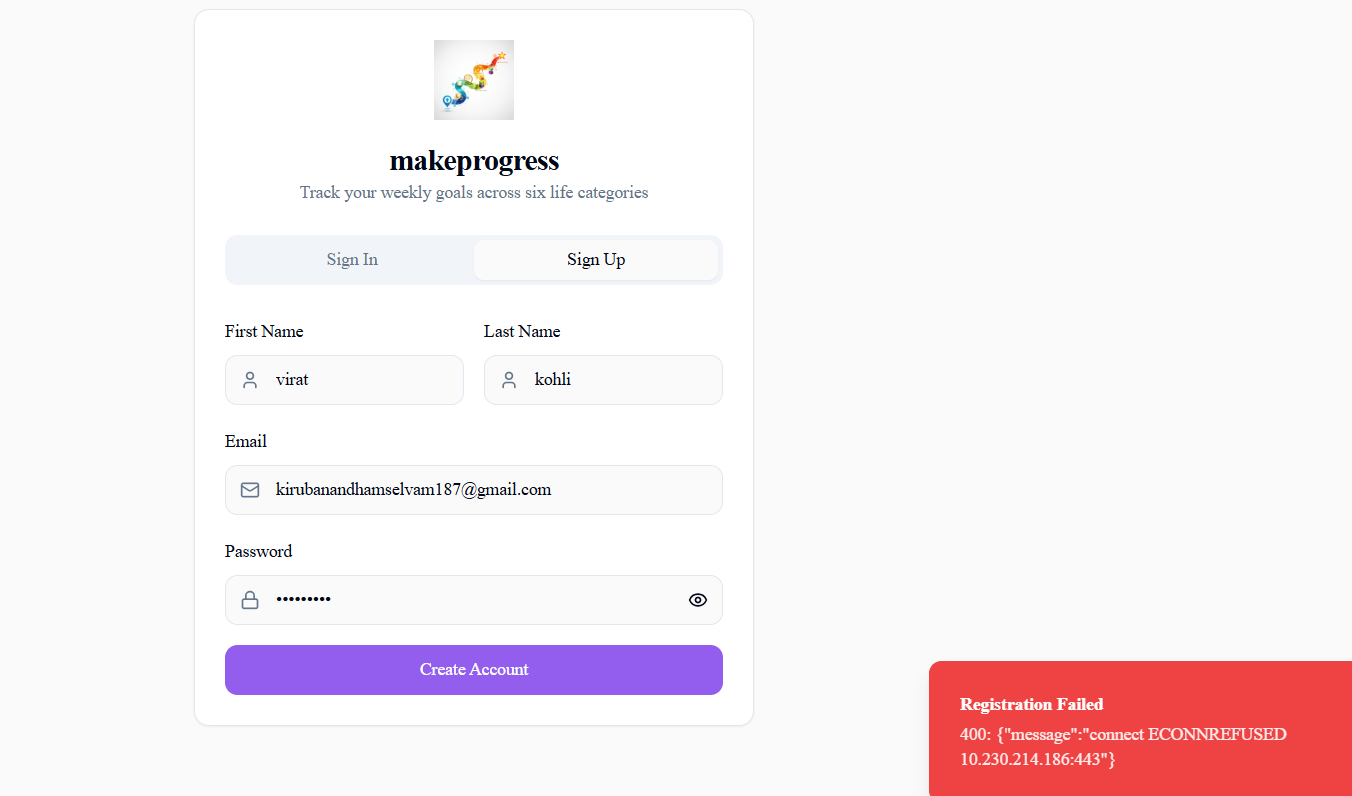 makeprogress
Track your weekly goals across six life categories
Sign In
Sign Up
First Name
Last Name
virat
kohli
Email
kirubanandhamselvam187@gmail.com
Password
•••••••••
Create Account
Registration Failed
400: {"message":"connect ECONNREFUSED
10.230.214.186:443"}